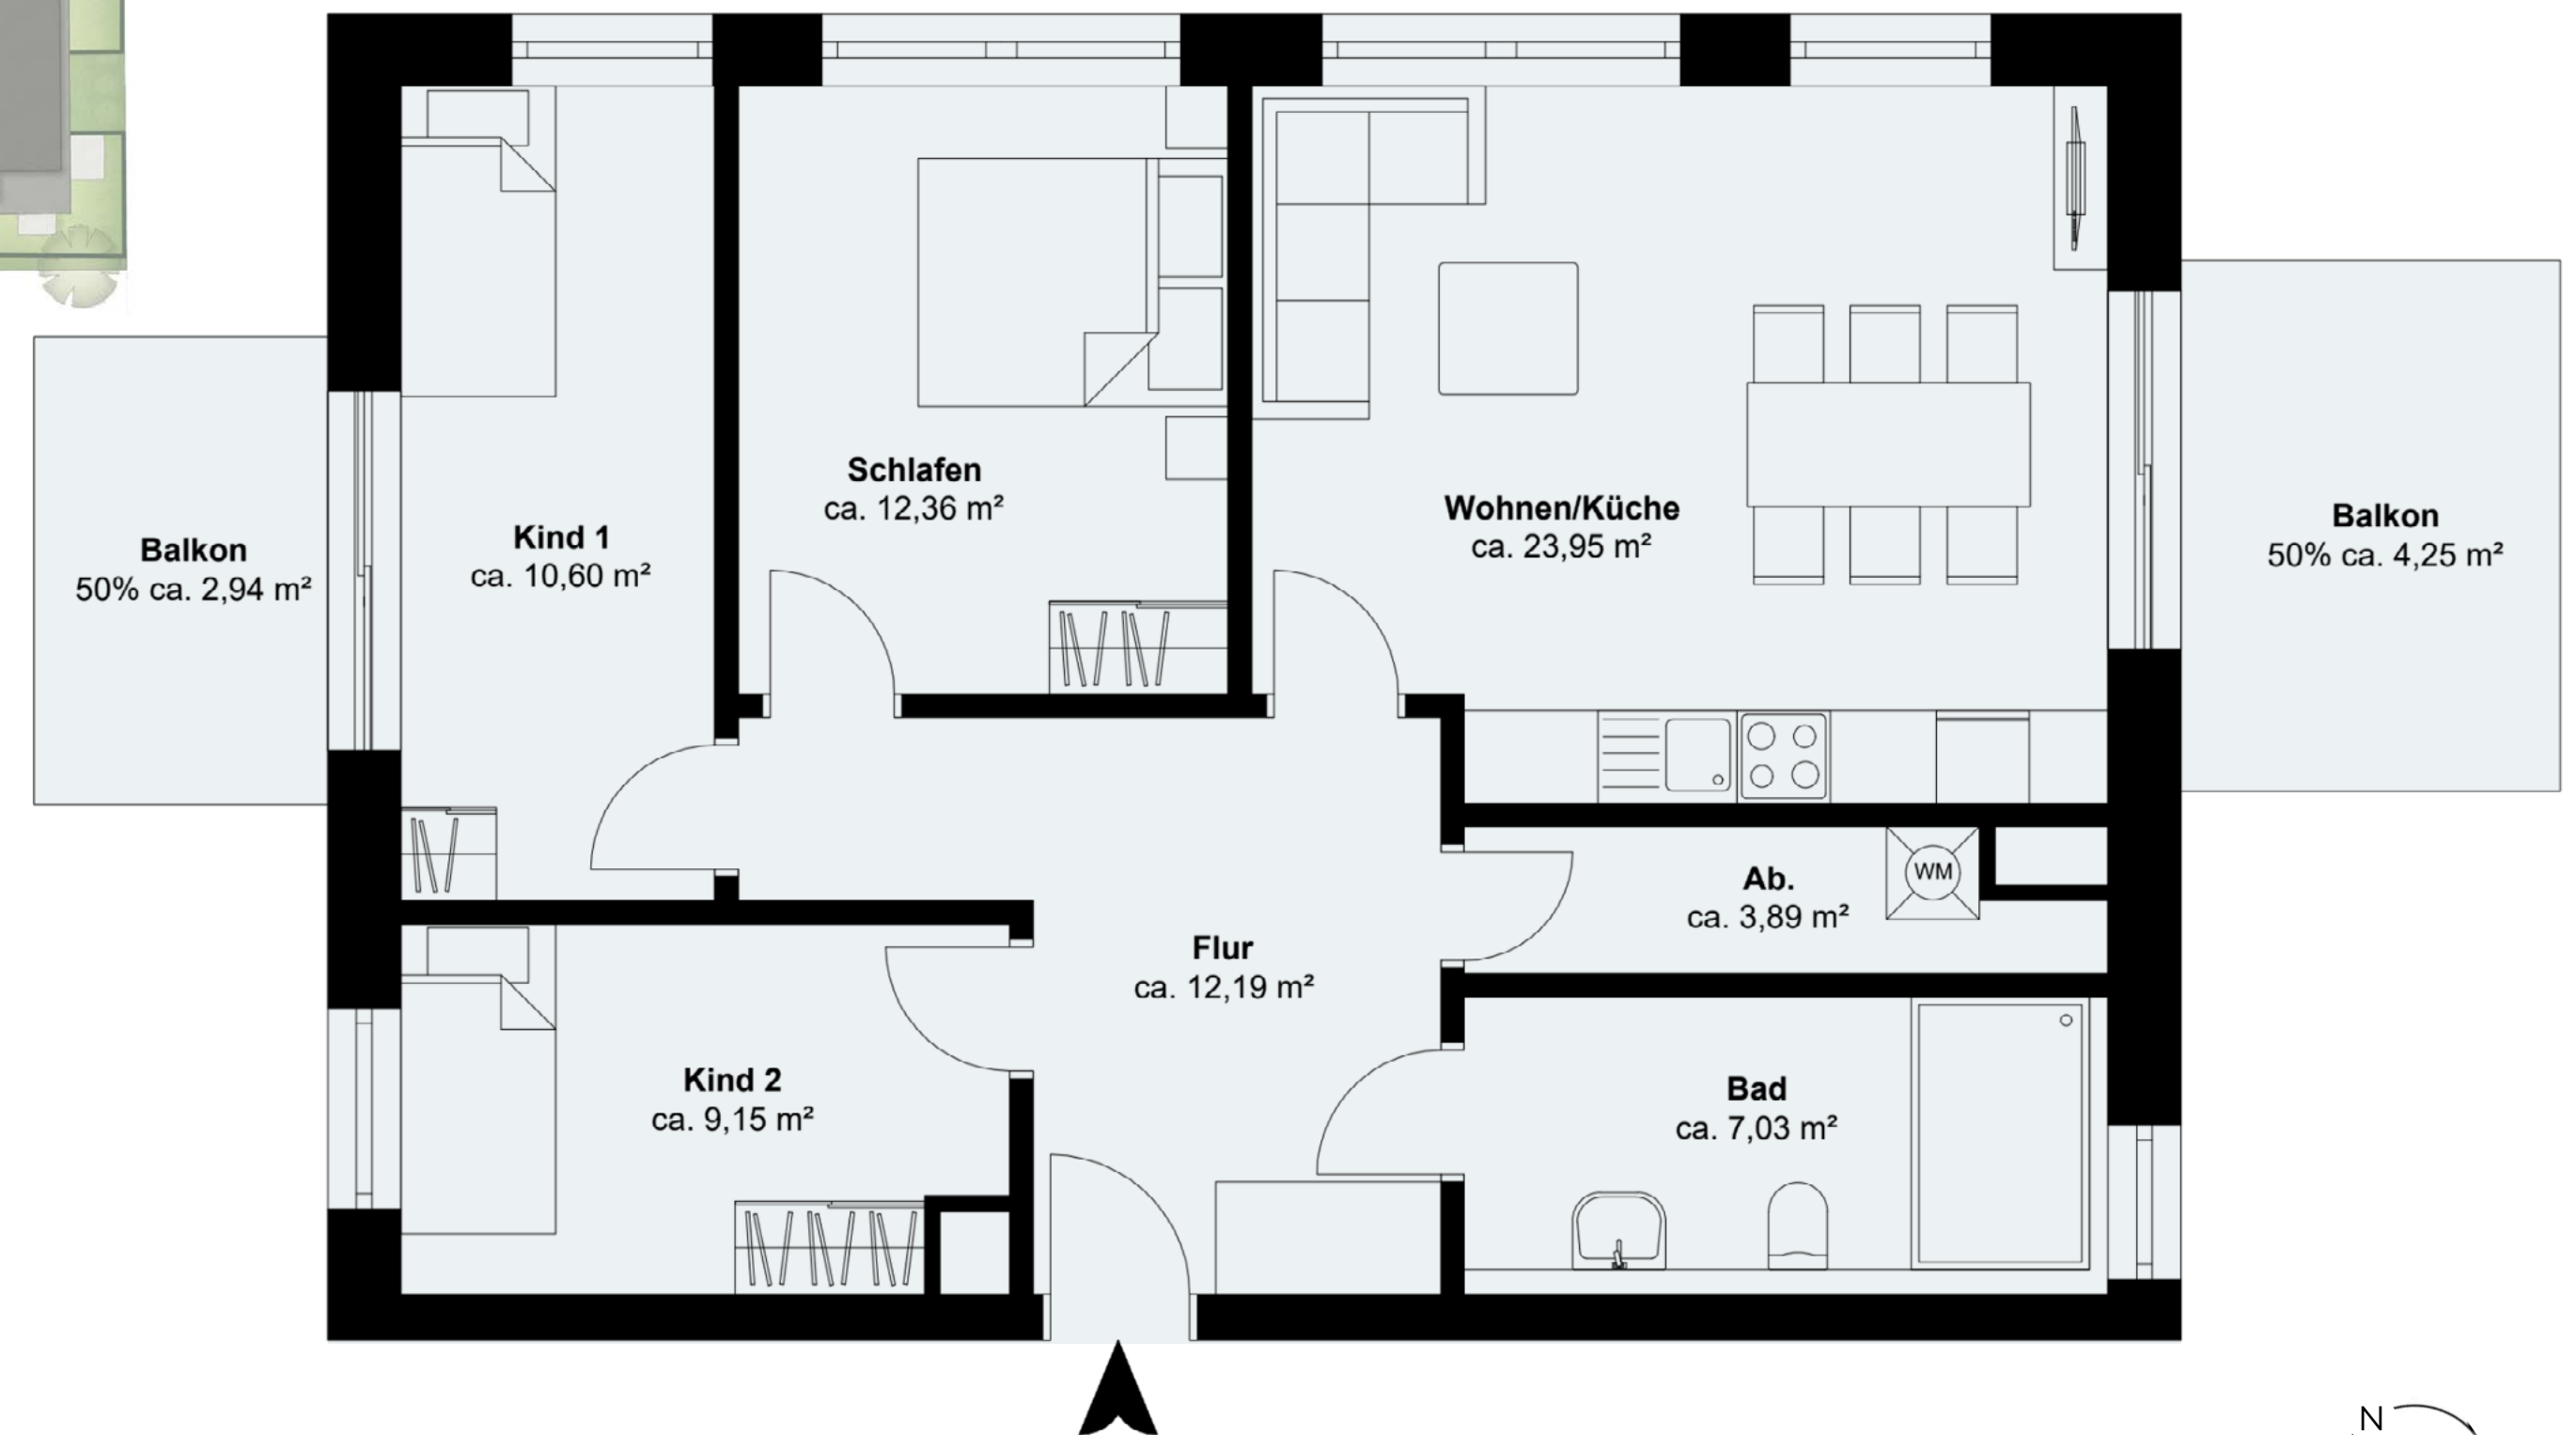 Schlafen
ca. 12,36 m²
Wohnen/Küche
ca. 23,95 m²
Balkon
50% ca. 2,94 m²
Kind 1
ca. 10,60 m²
Balkon
50% ca. 4,25 m²
Ab.
ca. 3,89 m²
WM
Flur
ca. 12,19 m²
Kind 2
ca. 9,15 m²
Bad
ca. 7,03 m²
N